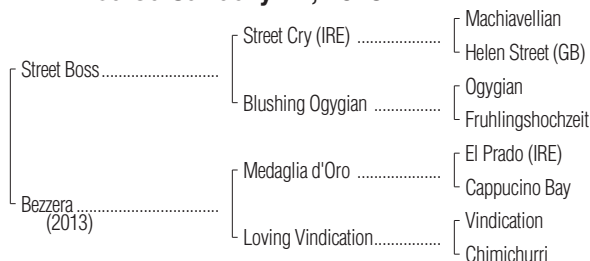 Machiavellian
Street Cry (IRE) ..................
Helen Street (GB)
Street Boss..............................
Ogygian
Blushing Ogygian .................
Fruhlingshochzeit
El Prado (IRE)
Medaglia d'Oro .....................
Cappucino Bay
Bezzera.....................................
(2013)
Vindication
Loving Vindication.................
Chimichurri